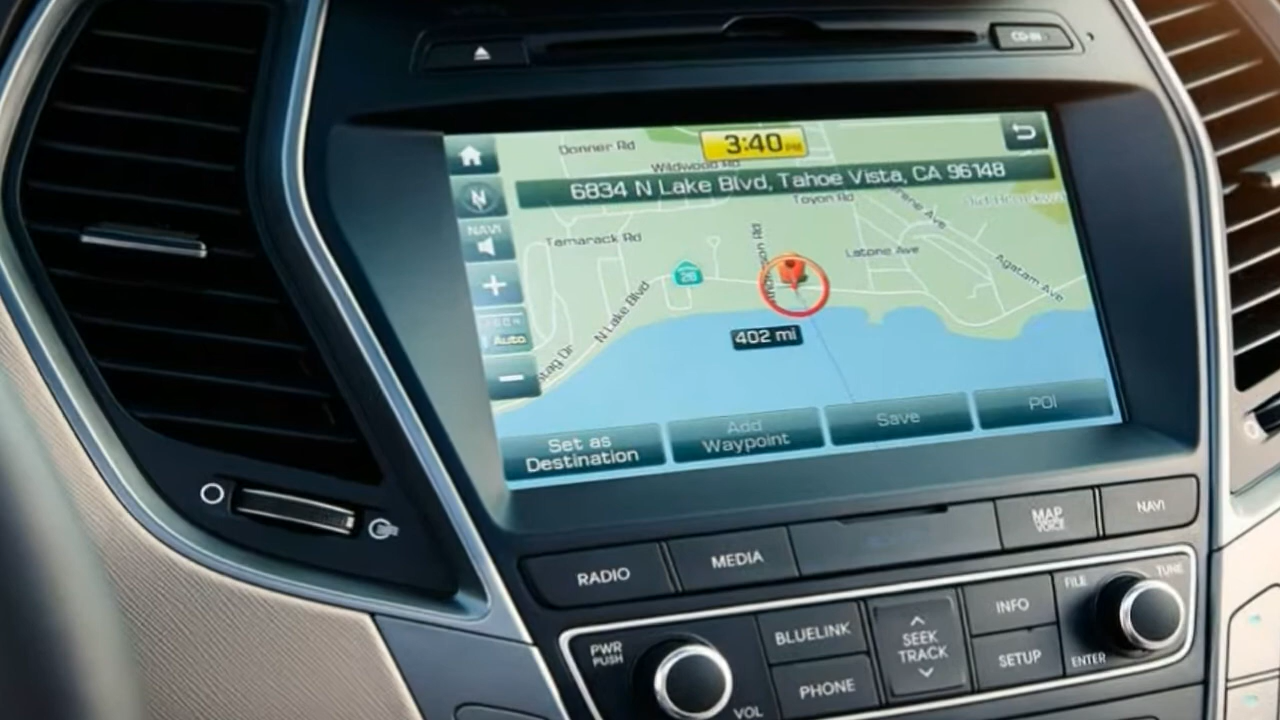 CD-IN
Donner Rd
3:40 PM
Wildwood Rd
6834 N Lake Blvd, Tahoe Vista, CA 96148
N
NAVI
Toyon Rd
Tamarack Rd
Latone Ave
Agatam Ave
28
N Lake Blvd
402 mi
Auto
Set as
Destination
Add
Waypoint
Save
POI
RADIO
MEDIA
MAP
VOICE
NAVI
PWR
PUSH
VOL
BLUELINK
PHONE
SEEK
TRACK
INFO
SETUP
FILE
TUNE
ENTER